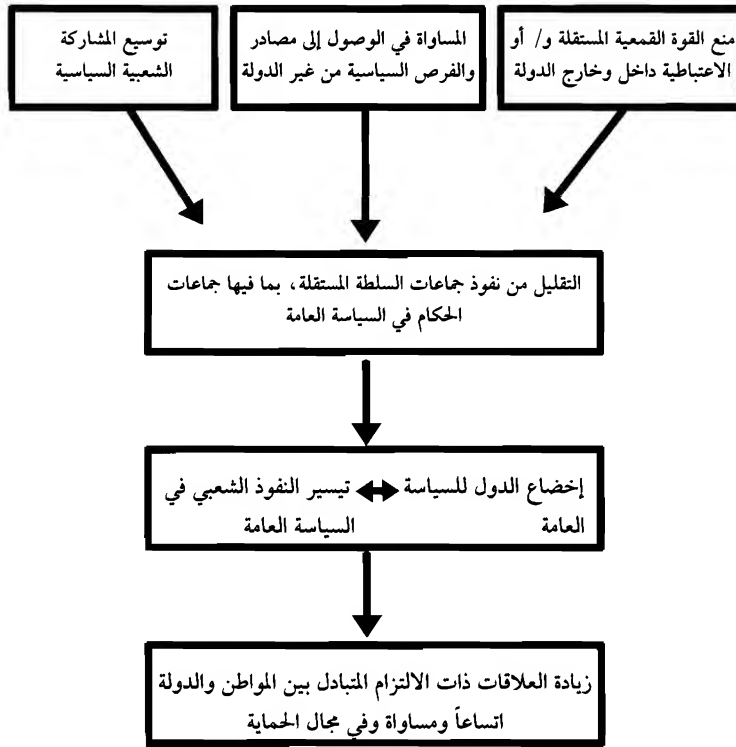 منع القوة القمعية المستقلة و/ أو
الاعتباطية داخل وخارج الدولة
المساواة في الوصول إلى مصادر
والفرص السياسية من غير الدولة
توسيع المشاركة
الشعبية السياسية
التقليل من نفوذ جماعات السلطة المستقلة، بما فيها جماعات
الحكام في السياسة العامة
إخضاع الدول للسياسة
العامة
تيسير النفوذ الشعبي في
السياسة العامة
زيادة العلاقات ذات الالتزام المتبادل بين المواطن والدولة
اتساعاً ومساواة وفي مجال الحماية